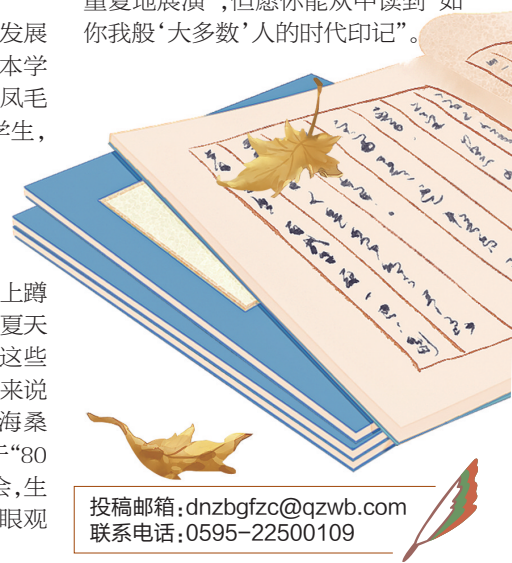 重复地展演”,但愿你能从中读到“如
你我般‘大多数’人的时代印记”。
发展
本学
凤毛
学生,
上蹲
夏天
这些
来说
海桑
于“80
会,生
眼观
投稿邮箱:dnzbgfzc@qzwb.com
联系电话:0595-22500109